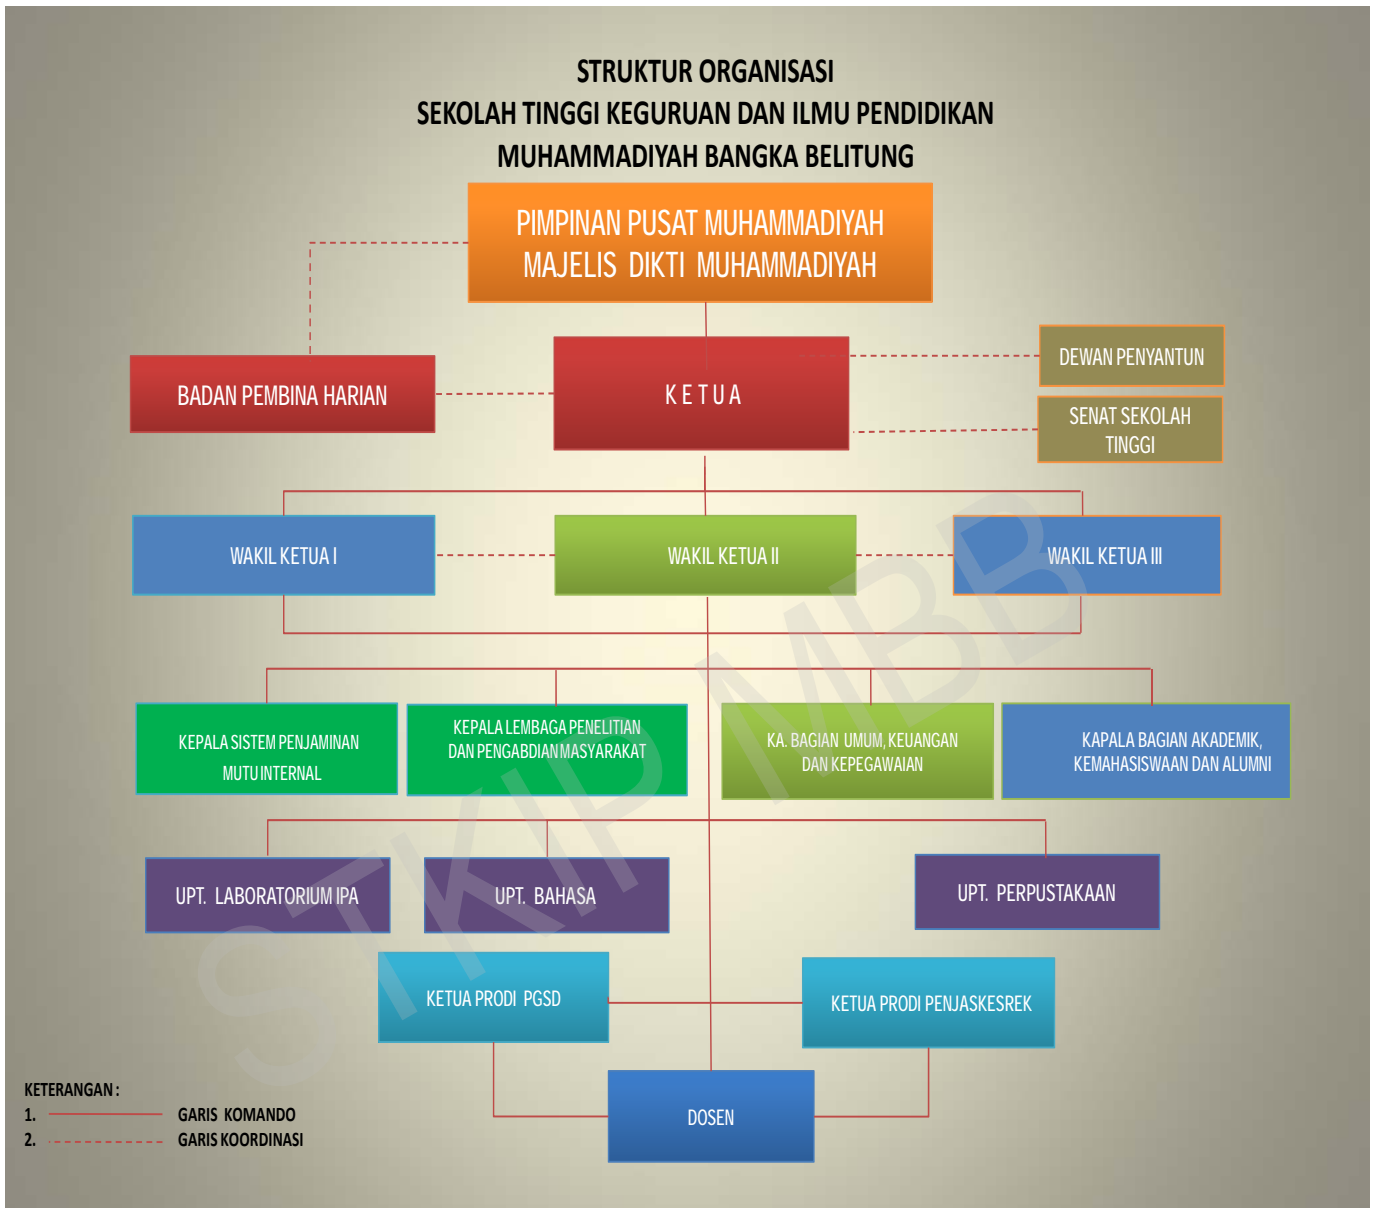 STRUKTUR ORGANISASI
SEKOLAH TINGGI KEGURUAN DAN ILMU PENDIDIKAN
MUHAMMADIYAH BANGKA BELITUNG
PIMPINAN PUSAT MUHAMMADIYAH
MAJELIS DIKTI MUHAMMADIYAH
BADAN PEMBINA HARIAN
K E T U A
DEWAN PENYANTUN
SENAT SEKOLAH
TINGGI
WAKIL KETUA I
WAKIL KETUA II
WAKIL KETUA III
KEPALA SISTEM PENJAMINAN
MUTU INTERNAL
KEPALA LEMBAGA PENELITIAN
DAN PENGABDIAN MASYARAKAT
KA. BAGIAN UMUM, KEUANGAN
DAN KEPEGAWAIAN
KAPALA BAGIAN AKADEMIK,
KEMAHASISWAAN DAN ALUMNI
UPT. LABORATORIUM IPA
UPT. BAHASA
UPT. PERPUSTAKAAN
KETUA PRODI PGSD
KETUA PRODI PENJASKESREK
DOSEN
KETERANGAN :
1. GARIS KOMANDO
2. GARIS KOORDINASI
STKIP MBB